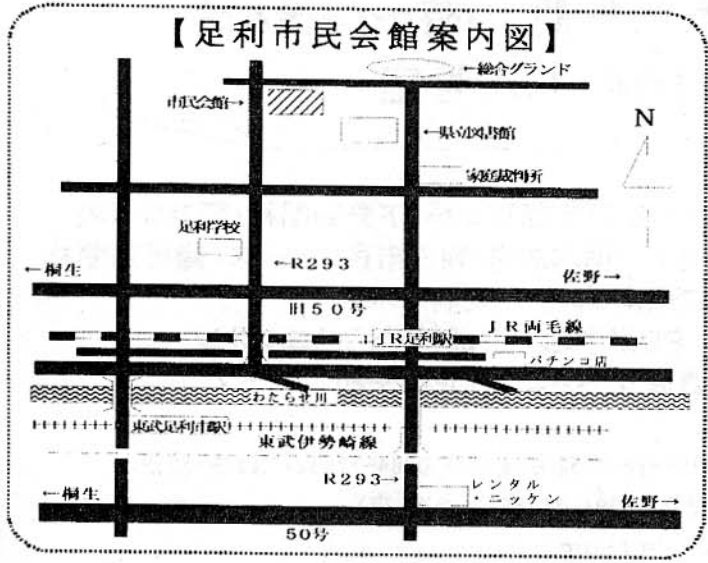 【足利市民会館案内図】
←総合グランド
市民会館→
←県立図書館
N
家庭裁判所
足利学校
←R293
←桐生
佐野→
旧50号
JR両毛線
JR足利駅
パチンコ店
わたらせ川
東武足利市駅
東武伊勢崎線
R293→
レンタル
・ニッケン
←桐生
佐野→
50号